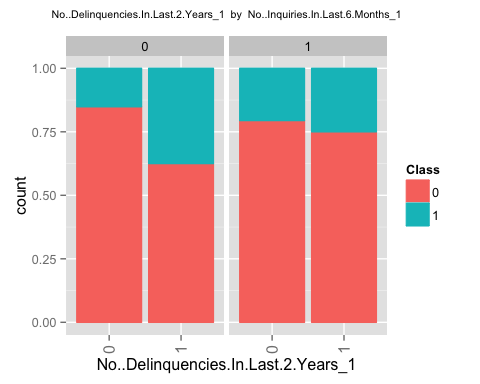 No..Delinquencies.In.Last.2.Years_1 by No..Inquiries.In.Last.6.Months_1
0 1
1.00
0.75
0.50
0.25
0.00
count
0 1 0 1
No..Delinquencies.In.Last.2.Years_1
Class
0
1